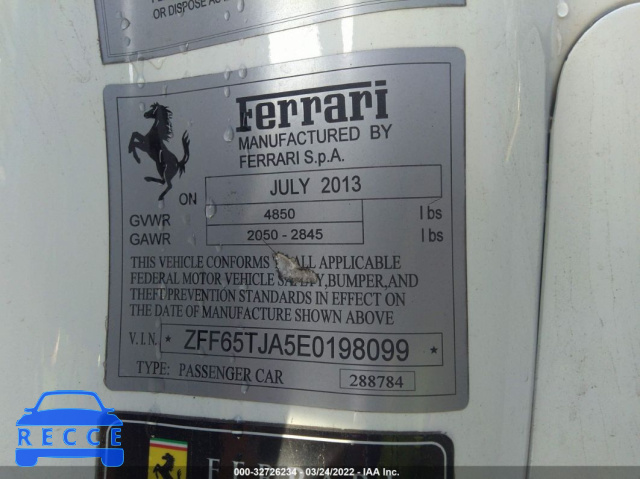 OR DISPOSE
Ferrari
MANUFACTURED BY
FERRARI S.p.A.
ON JULY 2013
GVWR 4850 lbs
GAWR 2050 - 2845 lbs
THIS VEHICLE CONFORMS ALL APPLICABLE
FEDERAL MOTOR VEHICLE SAFETY,BUMPER,AND
THEFT PREVENTION STANDARDS IN EFFECT ON
THE DATE OF MANUFACTURE SHOWN ABOVE.
V.I.N. * ZFF65TJA5E0198099 *
TYPE: PASSENGER CAR 288784
RECCE
FERRARI
000-32726234 - 03/24/2022 - IAA Inc.